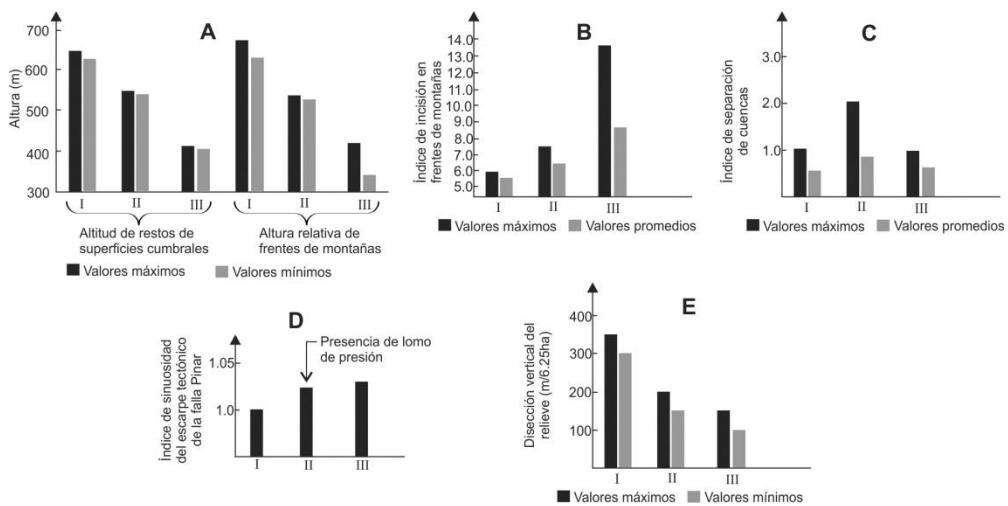 A
Altura (m)
700
600
500
400
300
I II III I II III
Altitud de restos de
superficies cumbrales
Altura relativa de
frentes de montañas
Valores máximos Valores mínimos
B
Índice de incisión en
frentes de montañas
14.0
13.0
12.0
11.0
10.0
9.0
8.0
7.0
6.0
5.0
I II III
Valores máximos Valores promedios
C
Índice de separación
de cuencas
3.0
2.0
1.0
I II III
Valores máximos Valores promedios
D
Índice de sinuosidad
del escarpe tectónico
de la falla Pinar
Presencia de lomo
de presión
1.05
1.0
I II III
E
Disección vertical del
relieve (m/6.25ha)
400
300
200
100
I II III
Valores máximos Valores mínimos